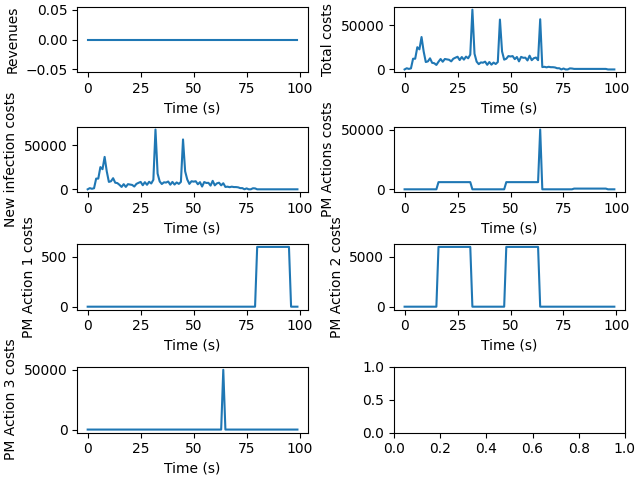 Revenues
0.05
0.00
−0.05
0 25 50 75 100
Time (s)
Total costs
50000
0
0 25 50 75 100
Time (s)
New infection costs
50000
0
0 25 50 75 100
Time (s)
PM Actions costs
50000
0
0 25 50 75 100
Time (s)
PM Action 1 costs
500
0
0 25 50 75 100
Time (s)
PM Action 2 costs
5000
0
0 25 50 75 100
Time (s)
PM Action 3 costs
50000
0
0 25 50 75 100
Time (s)
1.0
0.5
0.0
0.0 0.2 0.4 0.6 0.8 1.0